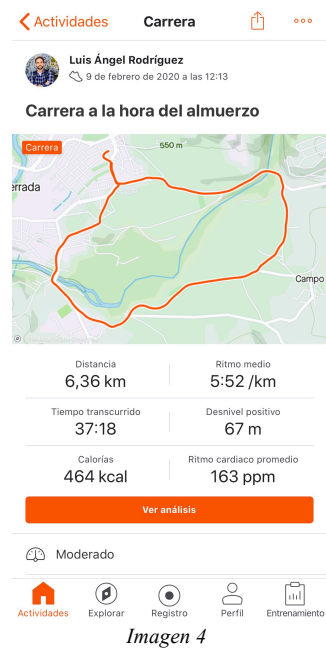 Actividades
Carrera
Luis Ángel Rodríguez
9 de febrero de 2020 a las 12:13
Carrera a la hora del almuerzo
Carrera
550 m
errada
Campo
Distancia
6,36 km
Ritmo medio
5:52 /km
Tiempo transcurrido
37:18
Desnivel positivo
67 m
Calorías
464 kcal
Ritmo cardiaco promedio
163 ppm
Ver análisis
Moderado
Actividades
Explorar
Registro
Perfil
Entrenamiento
Imagen 4